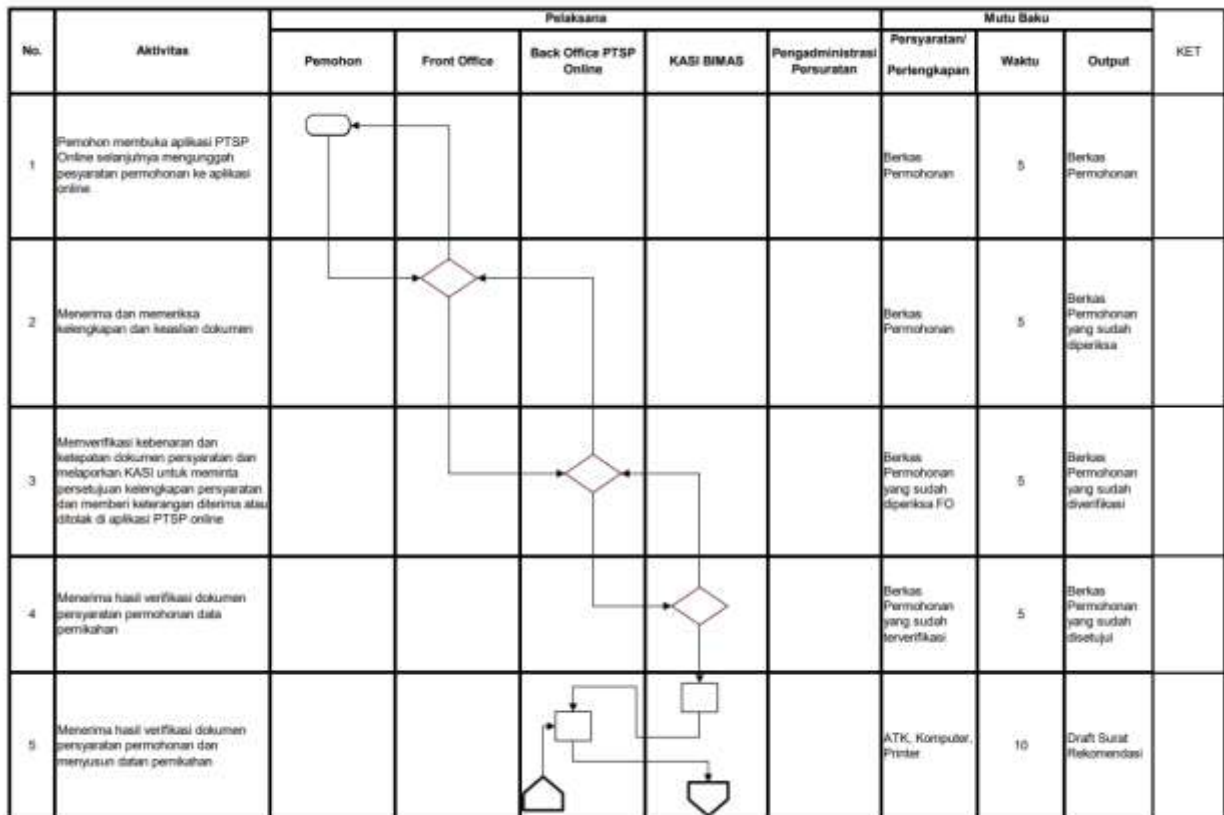 No.
Aktivitas
Pelaksana
Mutu Baku
KET
Pemohon
Front Office
Back Office PTSP
Online
KASI BIMAS
Pengadministrasi
Persuratan
Persyaratan/
Perlengkapan
Waktu
Output
1
Pemohon membuka aplikasi PTSP
Online selanjutnya mengunggah
pesyaratan permohonan ke aplikasi
online
Berkas
Permohonan
5
Berkas
Permohonan
2
Menerima dan memeriksa
kelengkapan dan keaslian dokumen
Berkas
Permohonan
5
Berkas
Permohonan
yang sudah
diperiksa
3
Memverifikasi kebenaran dan
ketepatan dokumen persyaratan dan
melaporkan KASI untuk meminta
persetujuan kelengkapan persyaratan
dan memberi keterangan diterima atau
ditolak di aplikasi PTSP online
Berkas
Permohonan
yang sudah
diperiksa FO
5
Berkas
Permohonan
yang sudah
diverifikasi
4
Menerima hasil verifikasi dokumen
persyaratan permohonan data
pernikahan
Berkas
Permohonan
yang sudah
terverifikasi
5
Berkas
Permohonan
yang sudah
disetujui
5
Menerima hasil verifikasi dokumen
persyaratan permohonan dan
menyusun datan pernikahan
ATK, Komputer,
Printer
10
Draft Surat
Rekomendasi